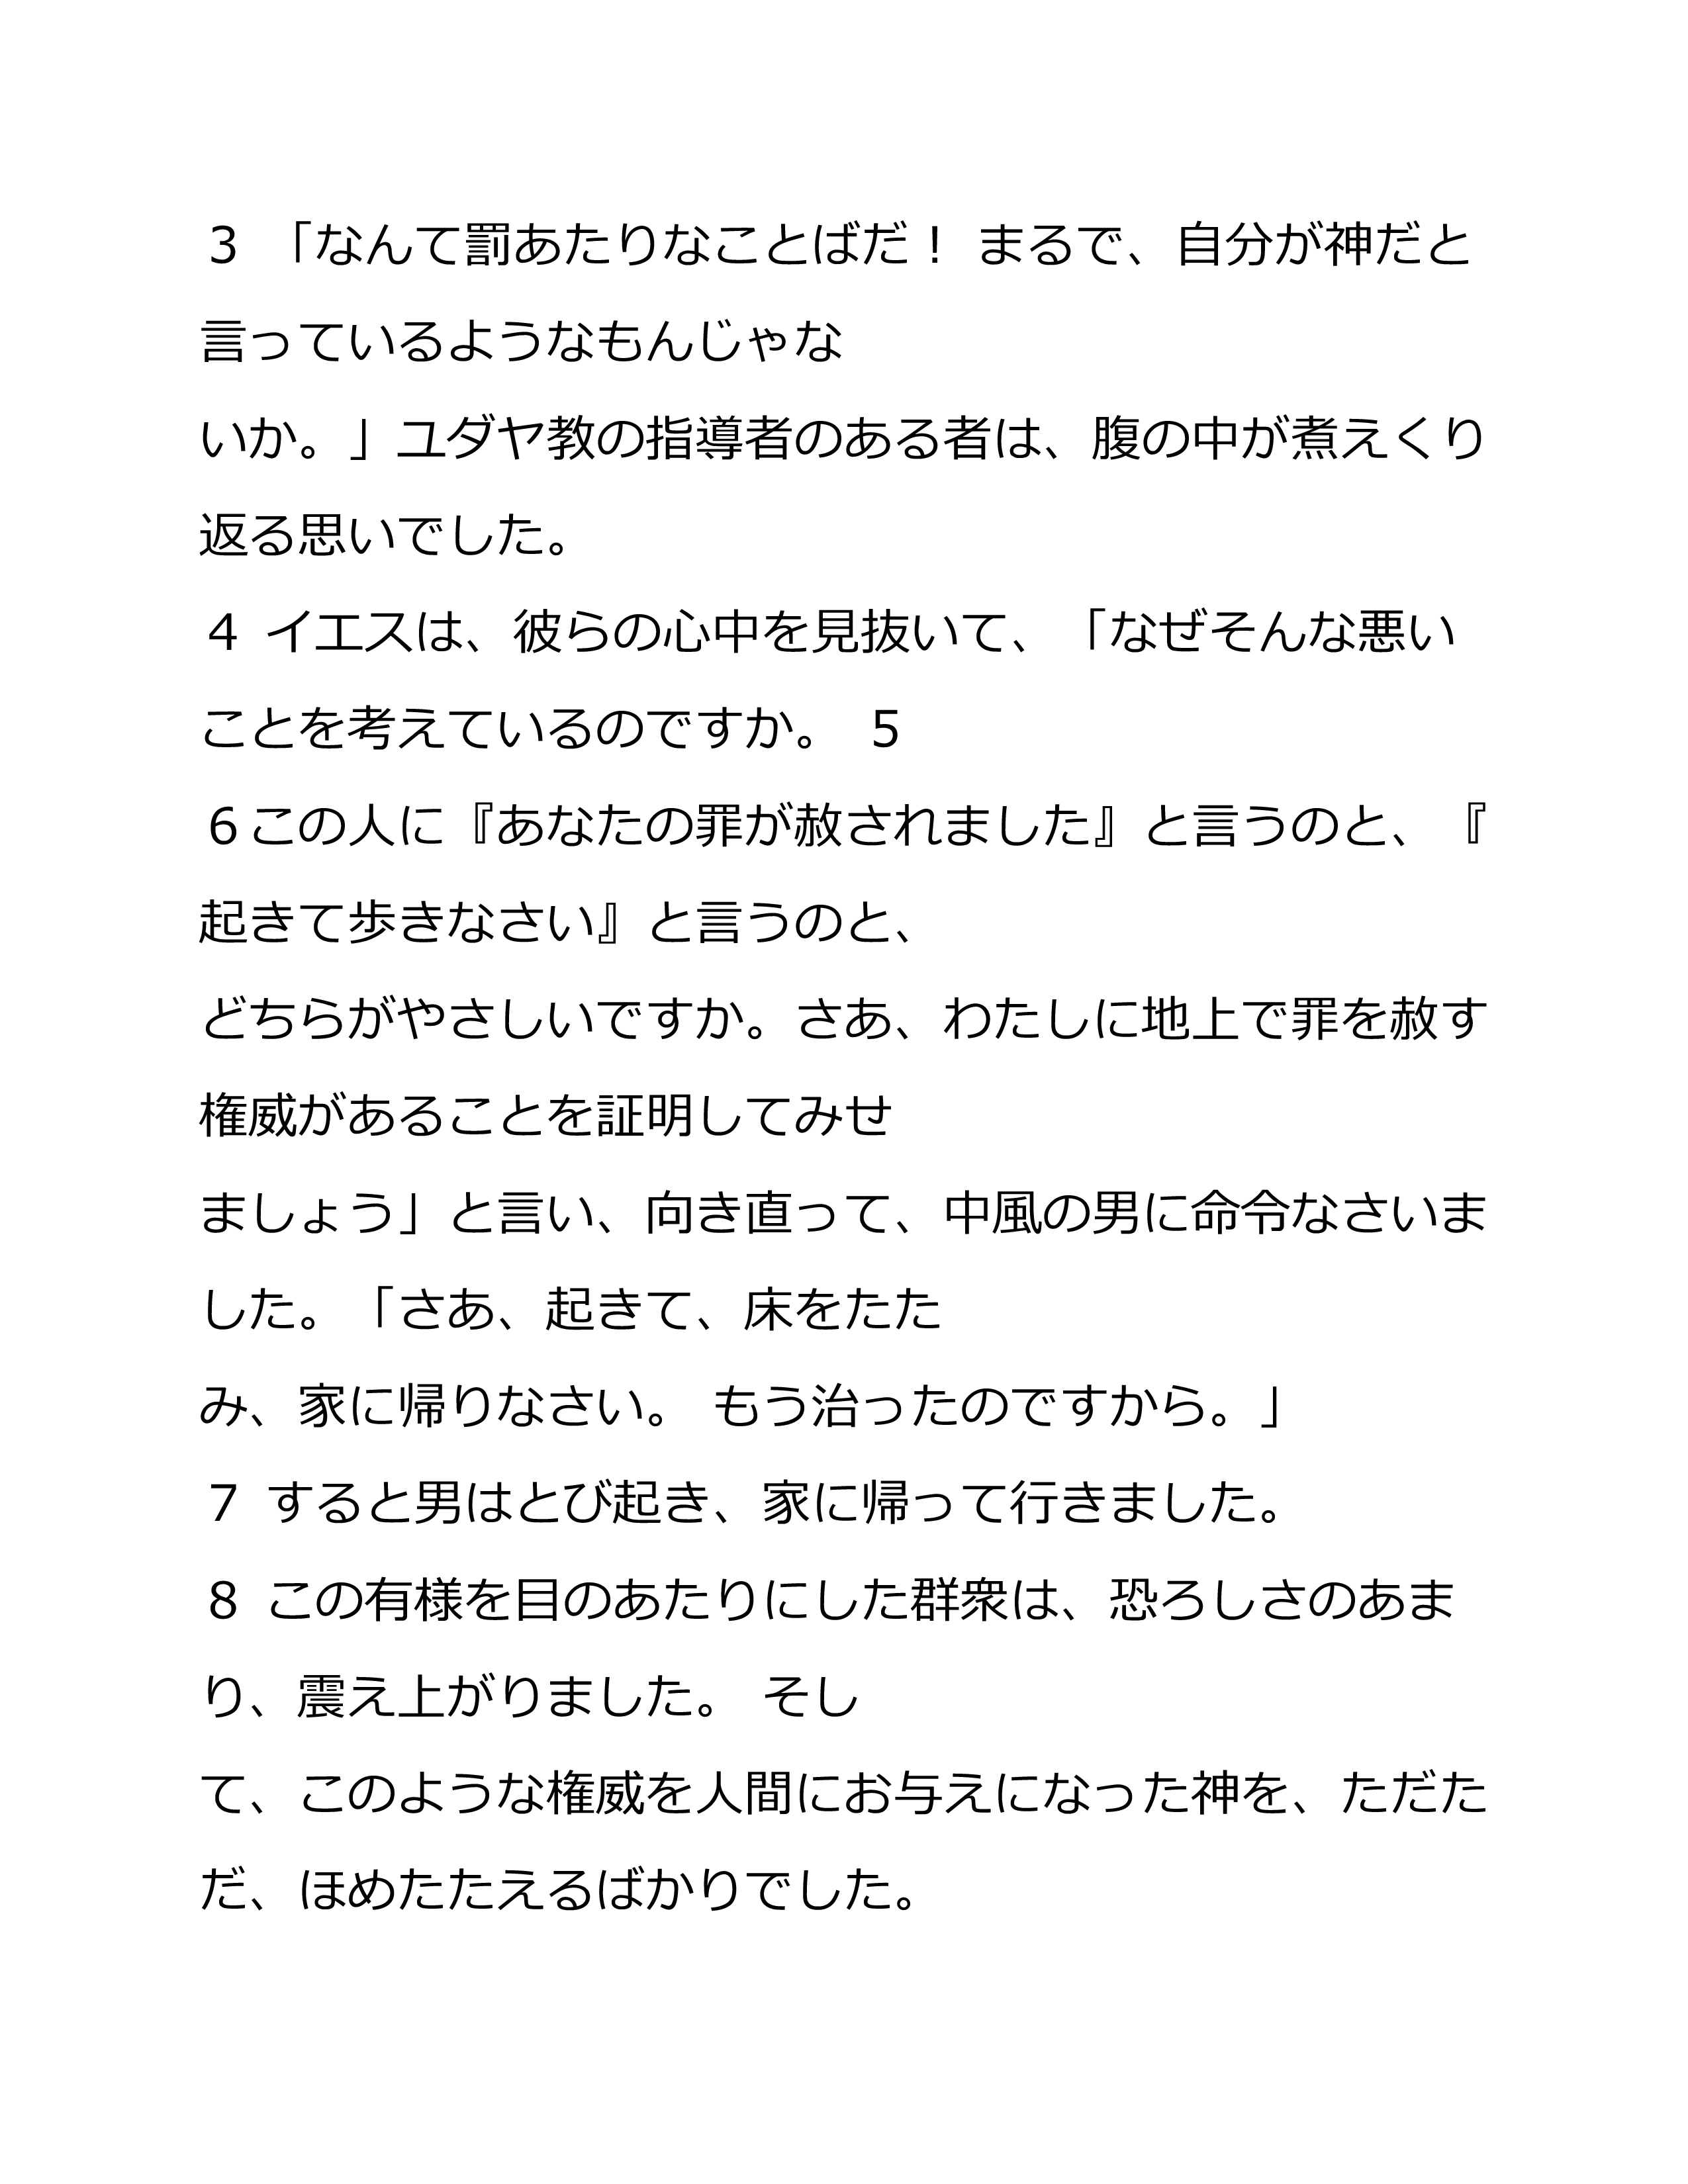 3 「なんて罰あたりなことばだ！ まるで、自分が神だと
言っているようなもんじゃな
いか。」ユダヤ教の指導者のある者は、腹の中が煮えくり
返る思いでした。
4 イエスは、彼らの心中を見抜いて、「なぜそんな悪い
ことを考えているのですか。 5
6この人に『あなたの罪が赦されました』と言うのと、『
起きて歩きなさい』と言うのと、
どちらがやさしいですか。さあ、わたしに地上で罪を赦す
権威があることを証明してみせ
ましょう」と言い、向き直って、中風の男に命令なさいま
した。「さあ、起きて、床をたた
み、家に帰りなさい。 もう治ったのですから。」
7 すると男はとび起き、家に帰って行きました。
8 この有様を目のあたりにした群衆は、恐ろしさのあま
り、震え上がりました。 そし
て、このような権威を人間にお与えになった神を、ただた
だ、ほめたたえるばかりでした。